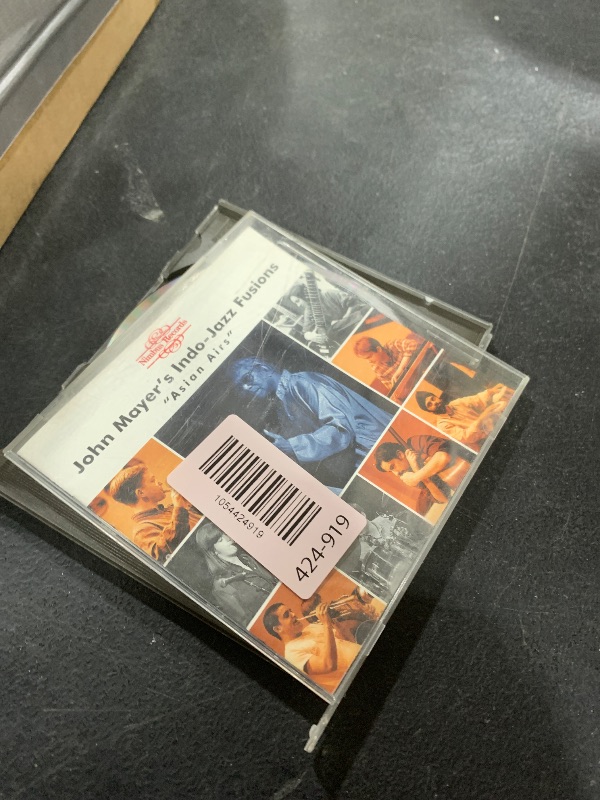 John Mayer's Indo-Jazz Fusions
"Asian Airs"
Nimbus Records
1054424919
424-919